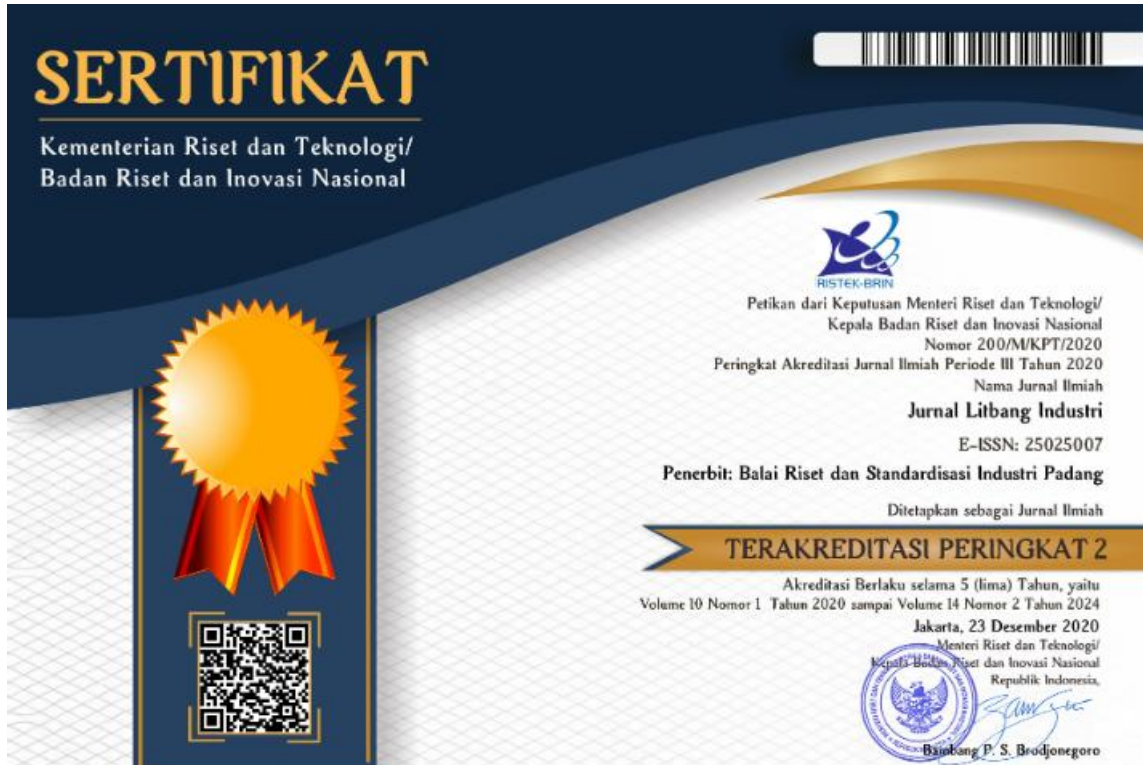 SERTIFIKAT
Kementerian Riset dan Teknologi/
Badan Riset dan Inovasi Nasional
RISTEK-BRIN
Petikan dari Keputusan Menteri Riset dan Teknologi/
Kepala Badan Riset dan Inovasi Nasional
Nomor 200/M/KPT/2020
Peringkat Akreditasi Jurnal Ilmiah Periode III Tahun 2020
Nama Jurnal Ilmiah
Jurnal Litbang Industri
E-ISSN: 25025007
Penerbit: Balai Riset dan Standardisasi Industri Padang
Ditetapkan sebagai Jurnal Ilmiah
TERAKREDITASI PERINGKAT 2
Akreditasi Berlaku selama 5 (lima) Tahun, yaitu
Volume 10 Nomor 1 Tahun 2020 sampai Volume 14 Nomor 2 Tahun 2024
Jakarta, 23 Desember 2020
Menteri Riset dan Teknologi/
Kepala Badan Riset dan Inovasi Nasional
Republik Indonesia,
Bambang P. S. Brodjonegoro